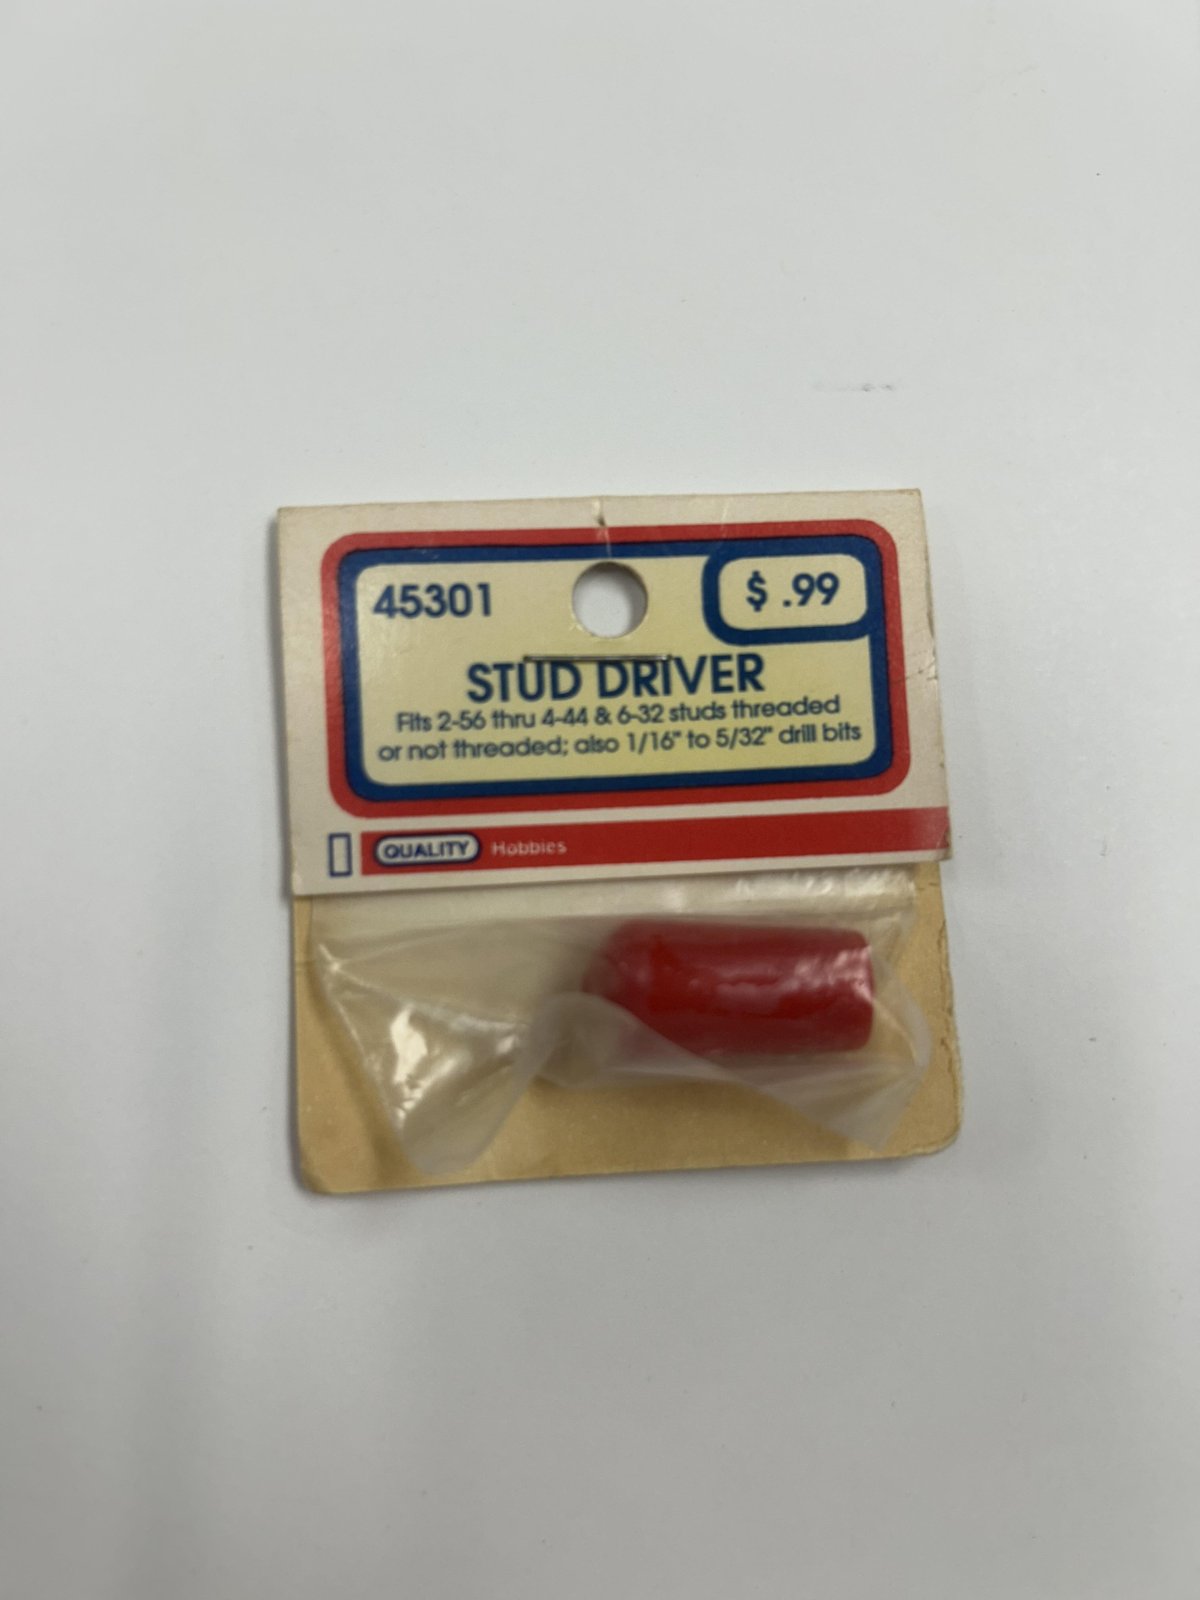 45301
$ .99
STUD DRIVER
Fits 2-56 thru 4-44 & 6-32 studs threaded
or not threaded; also 1/16" to 5/32" drill bits
QUALITY Hobbies